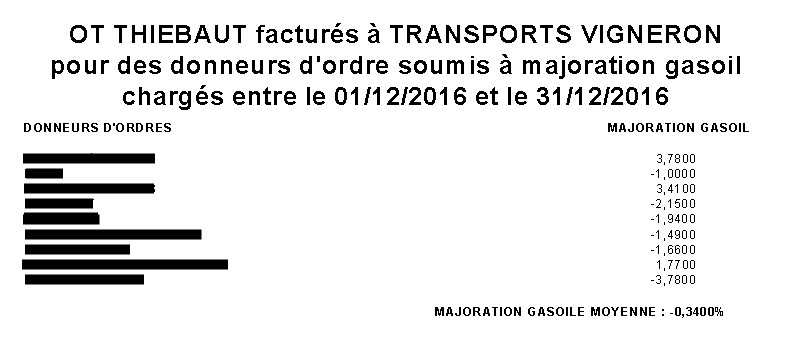 OT THIEBAUT facturés à TRANSPORTS VIGNERON
pour des donneurs d'ordre soumis à majoration gasoil
chargés entre le 01/12/2016 et le 31/12/2016
DONNEURS D'ORDRES MAJORATION GASOIL
3,7800
-1,0000
3,4100
-2,1500
-1,9400
-1,4900
-1,6600
1,7700
-3,7800
MAJORATION GASOILE MOYENNE : -0,3400%